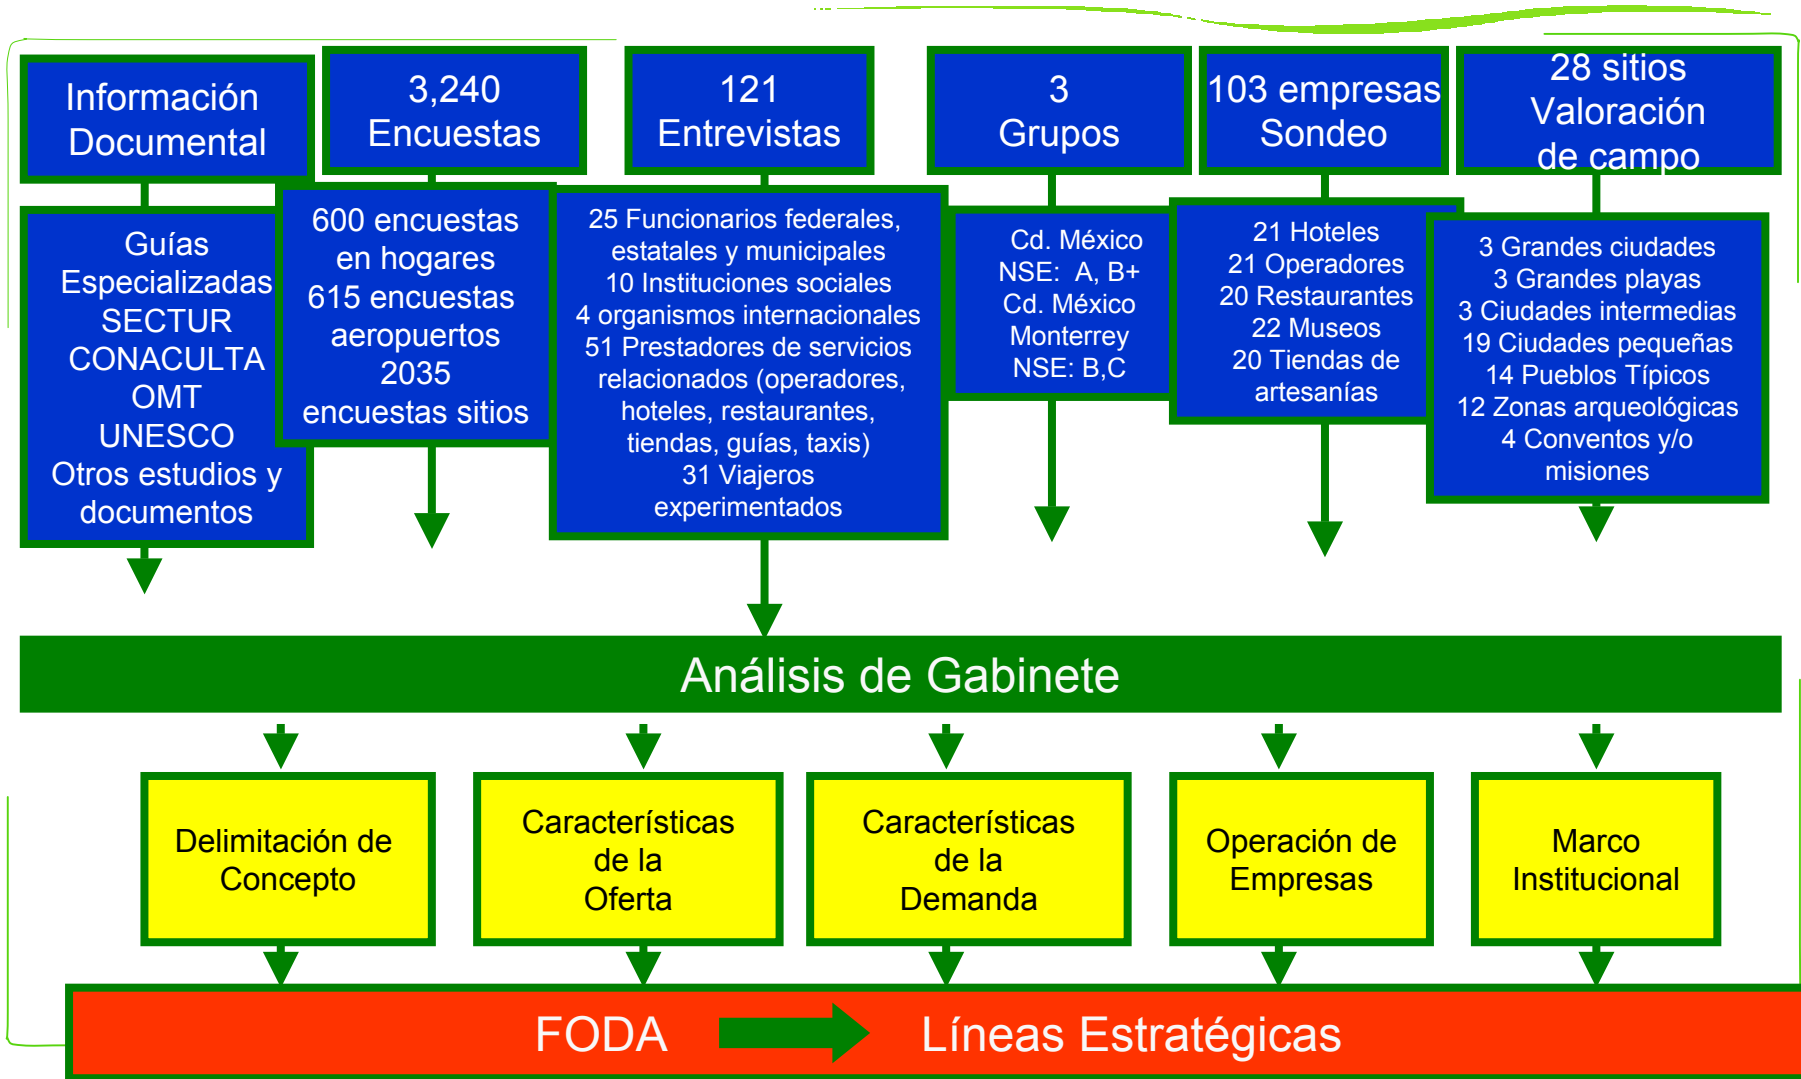 Información
Documental
3,240
Encuestas
121
Entrevistas
3
Grupos
103 empresas
Sondeo
28 sitios
Valoración
de campo
Guías
Especializadas
SECTUR
CONACULTA
OMT
UNESCO
Otros estudios y
documentos
600 encuestas
en hogares
615 encuestas
aeropuertos
2035
encuestas sitios
25 Funcionarios federales,
estatales y municipales
10 Instituciones sociales
4 organismos internacionales
51 Prestadores de servicios
relacionados (operadores,
hoteles, restaurantes,
tiendas, guías, taxis)
31 Viajeros
experimentados
Cd. México
NSE: A, B+
Cd. México
Monterrey
NSE: B,C
21 Hoteles
21 Operadores
20 Restaurantes
22 Museos
20 Tiendas de
artesanías
3 Grandes ciudades
3 Grandes playas
3 Ciudades intermedias
19 Ciudades pequeñas
14 Pueblos Típicos
12 Zonas arqueológicas
4 Conventos y/o
misiones
Análisis de Gabinete
Delimitación de
Concepto
Características
de la
Oferta
Características
de la
Demanda
Operación de
Empresas
Marco
Institucional
FODA
Líneas Estratégicas